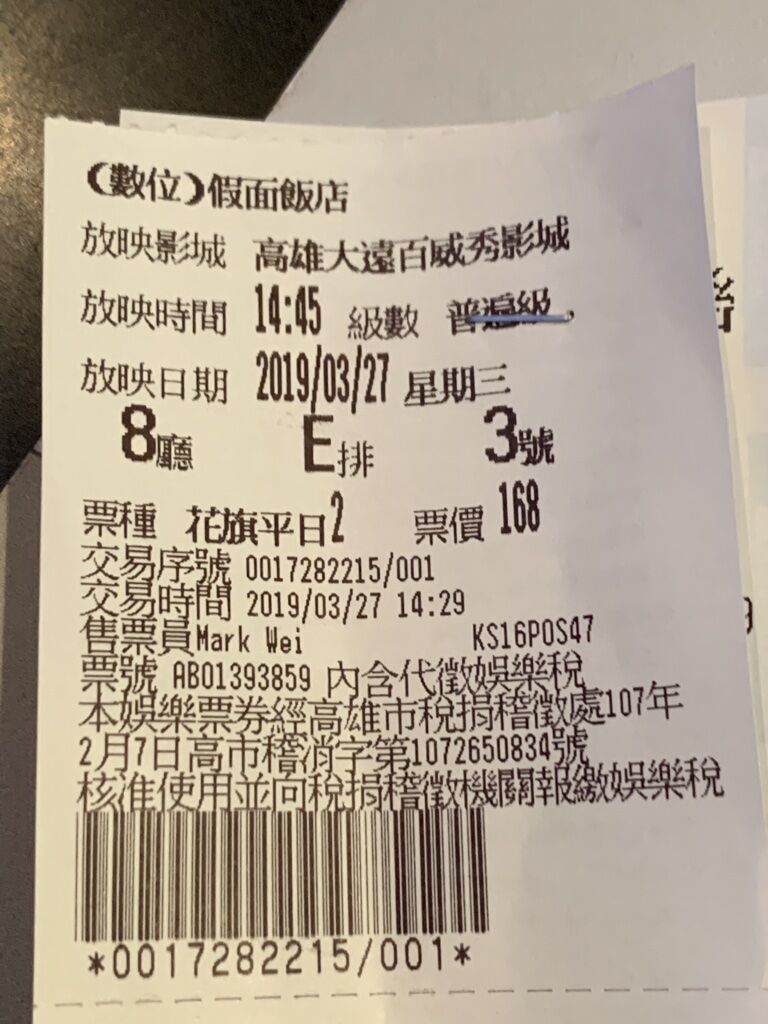 (數位)假面飯店
放映影城 高雄大遠百威秀影城
放映時間 14:45 級數 普遍級
放映日期 2019/03/27 星期三
8廳 E排 3號
票種 花旗平日2 票價 168
交易序號 0017282215/001
交易時間 2019/03/27 14:29
售票員Mark Wei KS16POS47
票號 AB01393859 內含代徵娛樂稅
本娛樂票券經高雄市稅捐稽徵處107年
2月7日高市稽消字第1072650834號
核准使用並向稅捐稽徵機關報繳娛樂稅
*0017282215/001*